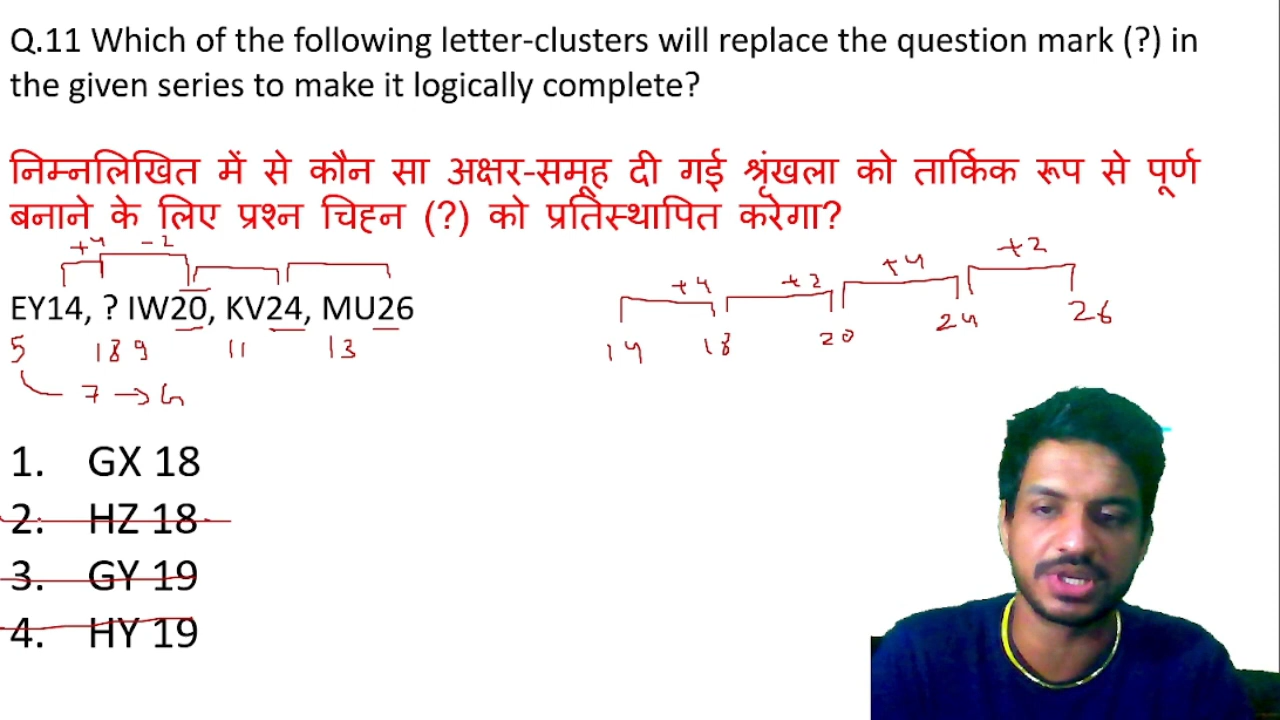 Q.11 Which of the following letter-clusters will replace the question mark (?) in
the given series to make it logically complete?
निम्नलिखित में से कौन सा अक्षर-समूह दी गई श्रृंखला को तार्किक रूप से पूर्ण
बनाने के लिए प्रश्न चिह्न (?) को प्रतिस्थापित करेगा?
+4 -2
+4 +2 +4 +2
EY14, ? IW20, KV24, MU26
14 18 20 24 26
5 18 9 11 13
7 → G
1. GX 18
2. HZ 18
3. GY 19
4. HY 19